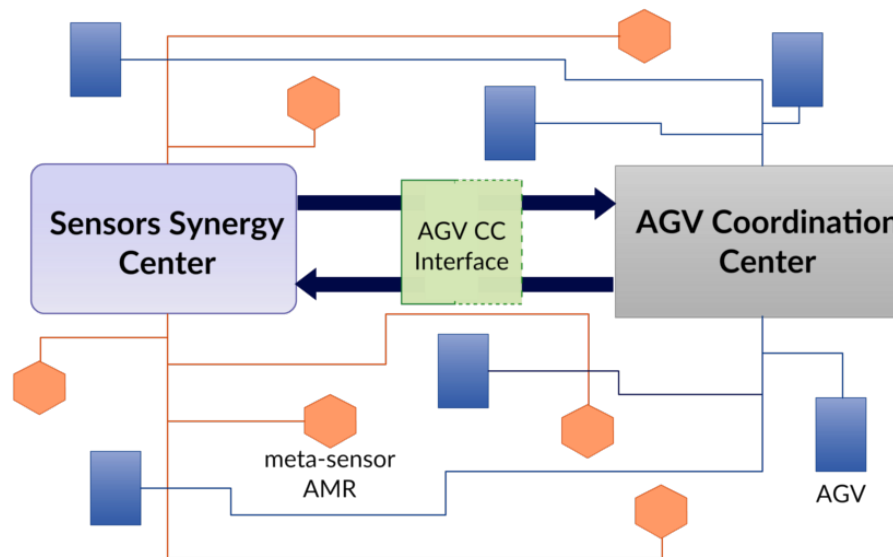 Sensors Synergy
Center
AGV CC
Interface
AGV Coordination
Center
meta-sensor
AMR
AGV